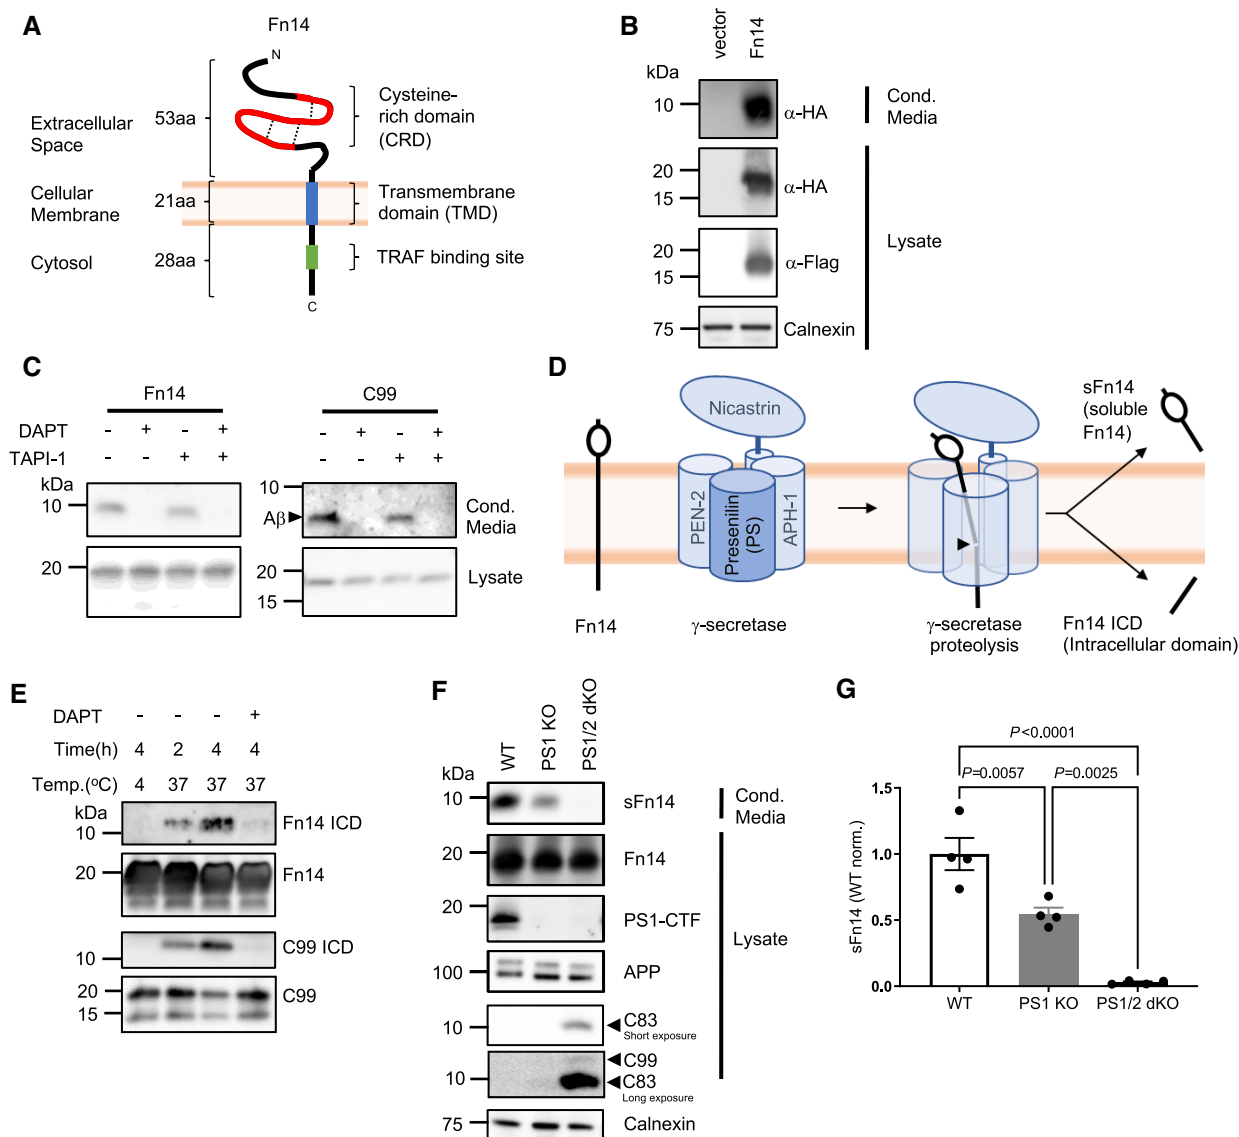 A
Fn14
N
Extracellular
Space
53aa
Cysteine-
rich domain
(CRD)
Cellular
Membrane
21aa
Transmembrane
domain (TMD)
Cytosol
28aa
TRAF binding site
C
B
vector
Fn14
kDa
10
α-HA
Cond.
Media
20
15
α-HA
20
15
α-Flag
Lysate
75
Calnexin
C
Fn14
C99
DAPT - + - + - + - +
TAPI-1 - - + + - - + +
kDa
10
20
10
Aβ
20
15
Cond.
Media
Lysate
D
Nicastrin
PEN-2
Presenilin
(PS)
APH-1
Fn14
γ-secretase
γ-secretase
proteolysis
sFn14
(soluble
Fn14)
Fn14 ICD
(Intracellular domain)
E
DAPT - - - +
Time(h) 4 2 4 4
Temp.(°C) 4 37 37 37
kDa
10
Fn14 ICD
20
Fn14
10
C99 ICD
20
15
C99
F
WT
PS1 KO
PS1/2 dKO
kDa
10
sFn14
Cond.
Media
20
Fn14
20
PS1-CTF
Lysate
100
APP
10
C83
Short exposure
C99
10
C83
Long exposure
75
Calnexin
G
P<0.0001
P=0.0057
P=0.0025
sFn14 (WT norm.)
1.5
1.0
0.5
0.0
WT
PS1 KO
PS1/2 dKO